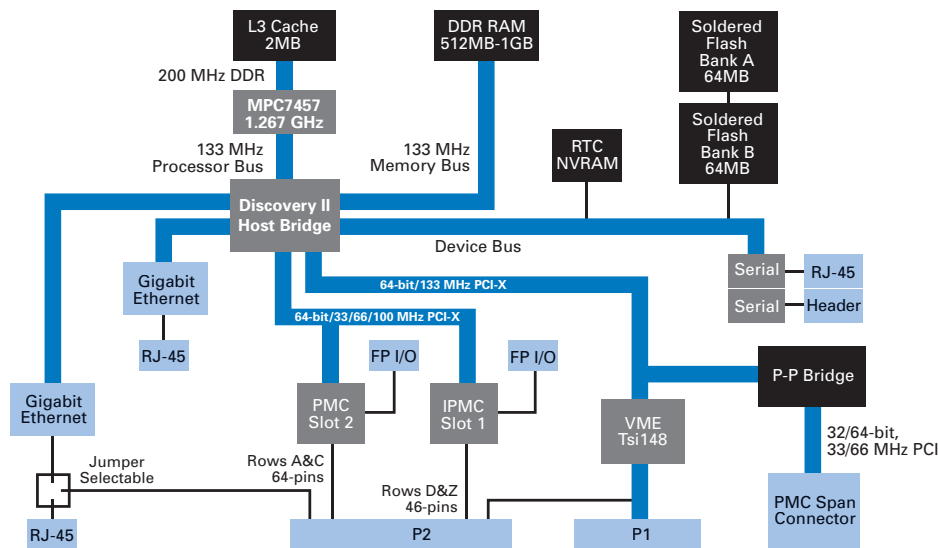 L3 Cache
2MB
DDR RAM
512MB-1GB
Soldered
Flash
Bank A
64MB
200 MHz DDR
MPC7457
1.267 GHz
Soldered
Flash
Bank B
64MB
133 MHz
Processor Bus
133 MHz
Memory Bus
RTC
NVRAM
Discovery II
Host Bridge
Device Bus
Gigabit
Ethernet
Serial
RJ-45
Serial
Header
64-bit/133 MHz PCI-X
64-bit/33/66/100 MHz PCI-X
RJ-45
FP I/O
FP I/O
P-P Bridge
Gigabit
Ethernet
PMC
Slot 2
IPMC
Slot 1
VME
Tsi148
32/64-bit,
33/66 MHz PCI
Jumper
Selectable
Rows A&C
64-pins
Rows D&Z
46-pins
PMC Span
Connector
RJ-45
P2
P1